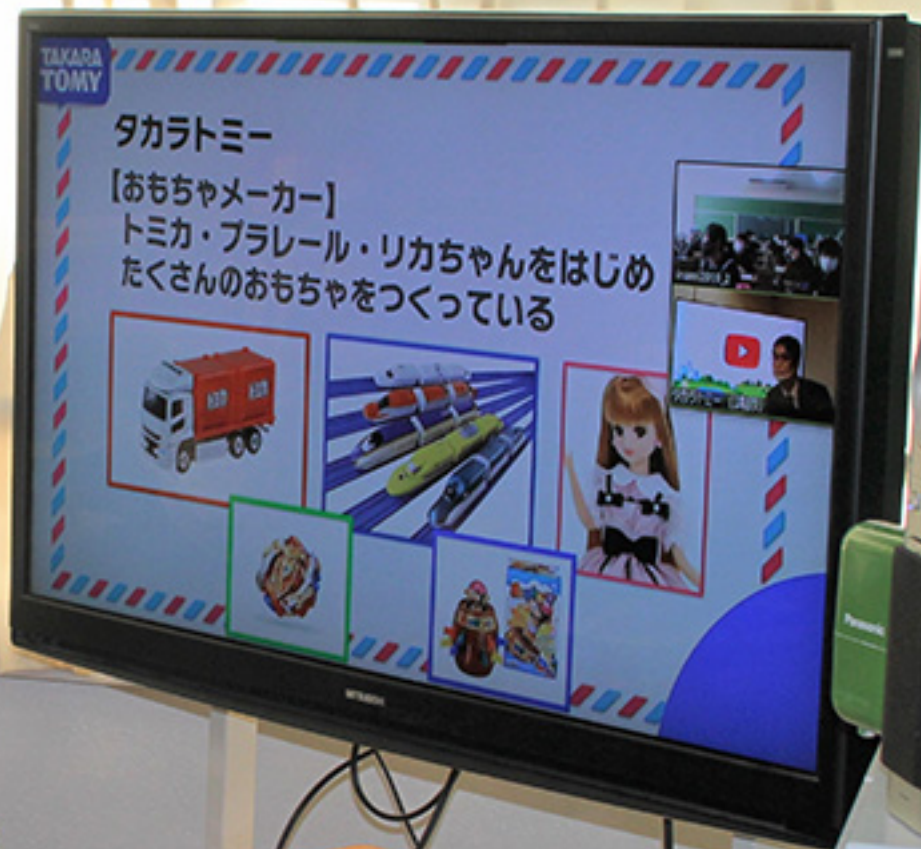 TAKARA
TOMY
タカラトミー
【おもちゃメーカー】
トミカ・プラレール・リカちゃんをはじめ
たくさんのおもちゃをつくっている
Panasonic
MITSUBISHI